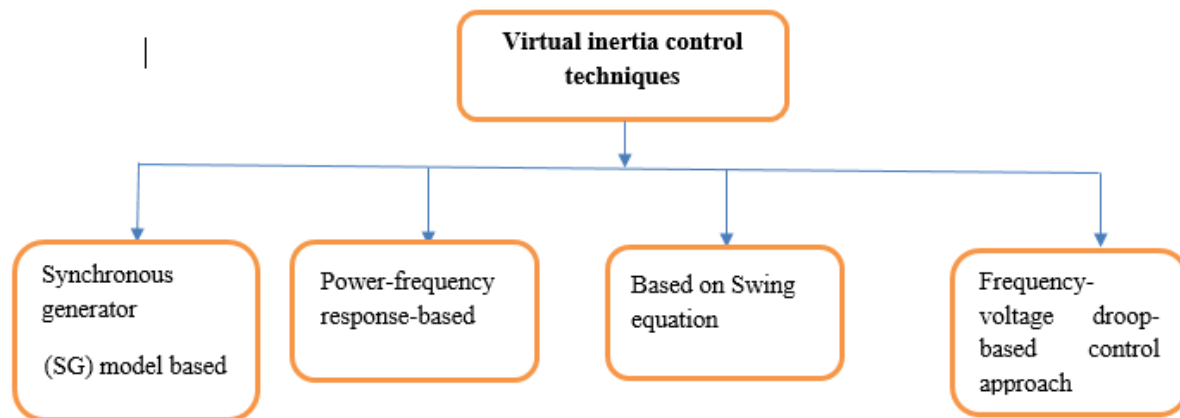 Virtual inertia control
techniques
Synchronous
generator
(SG) model based
Power-frequency
response-based
Based on Swing
equation
Frequency-
voltage droop-
based control
approach